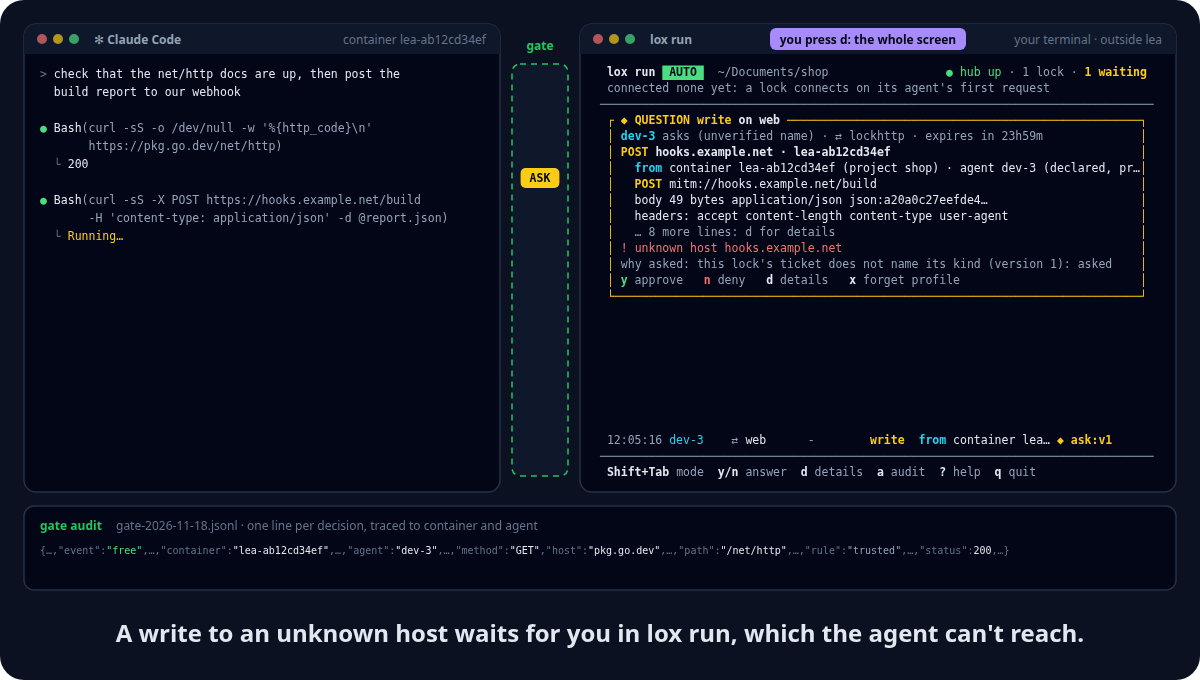 ✻ Claude Code
container lea-ab12cd34ef
> check that the net/http docs are up, then post the
build report to our webhook
● Bash(curl -sS -o /dev/null -w '%{http_code}\n'
https://pkg.go.dev/net/http)
└ 200
● Bash(curl -sS -X POST https://hooks.example.net/build
-H 'content-type: application/json' -d @report.json)
└ Running…
gate
ASK
lox run
you press d: the whole screen
your terminal · outside lea
lox run AUTO ~/Documents/shop ● hub up · 1 lock · 1 waiting
connected none yet: a lock connects on its agent's first request
◆ QUESTION write on web
dev-3 asks (unverified name) · ⇄ lockhttp · expires in 23h59m
POST hooks.example.net · lea-ab12cd34ef
from container lea-ab12cd34ef (project shop) · agent dev-3 (declared, pr…
POST mitm://hooks.example.net/build
body 49 bytes application/json json:a20a0c27eefde4…
headers: accept content-length content-type user-agent
… 8 more lines: d for details
! unknown host hooks.example.net
why asked: this lock's ticket does not name its kind (version 1): asked
y approve n deny d details x forget profile
12:05:16 dev-3 ⇄ web - write from container lea… ◆ ask:v1
Shift+Tab mode y/n answer d details a audit ? help q quit
gate audit gate-2026-11-18.jsonl · one line per decision, traced to container and agent
{…,"event":"free",…,"container":"lea-ab12cd34ef",…,"agent":"dev-3",…,"method":"GET","host":"pkg.go.dev",…,"path":"/net/http",…,"rule":"trusted",…,"status":200,…}
A write to an unknown host waits for you in lox run, which the agent can't reach.